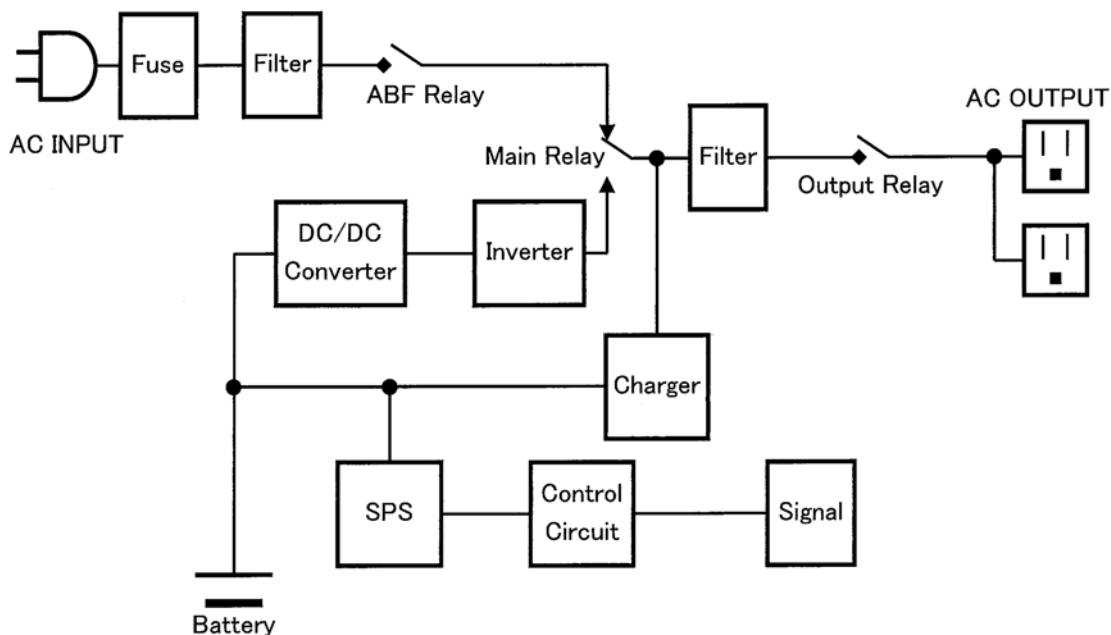 Fuse
Filter
ABF Relay
AC INPUT
AC OUTPUT
Main Relay
Filter
Output Relay
DC/DC
Converter
Inverter
Charger
SPS
Control
Circuit
Signal
Battery